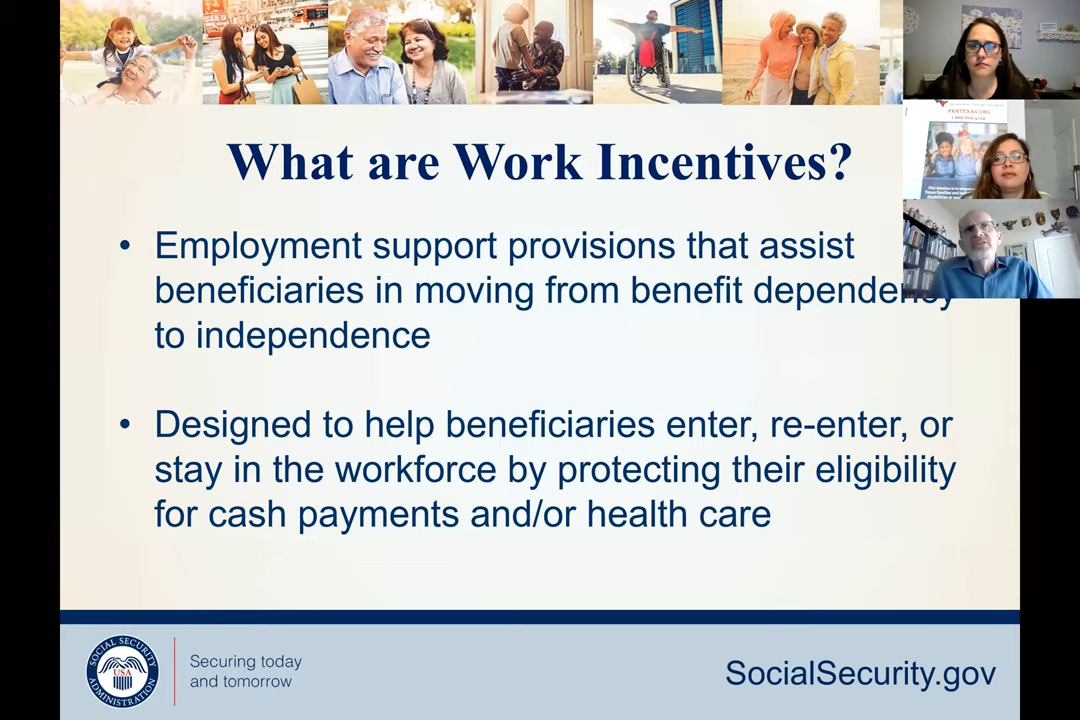 What are Work Incentives?
• Employment support provisions that assist
beneficiaries in moving from benefit dependency
to independence
• Designed to help beneficiaries enter, re-enter, or
stay in the workforce by protecting their eligibility
for cash payments and/or health care
SOCIAL SECURITY ADMINISTRATION
USA
Securing today
and tomorrow
SocialSecurity.gov